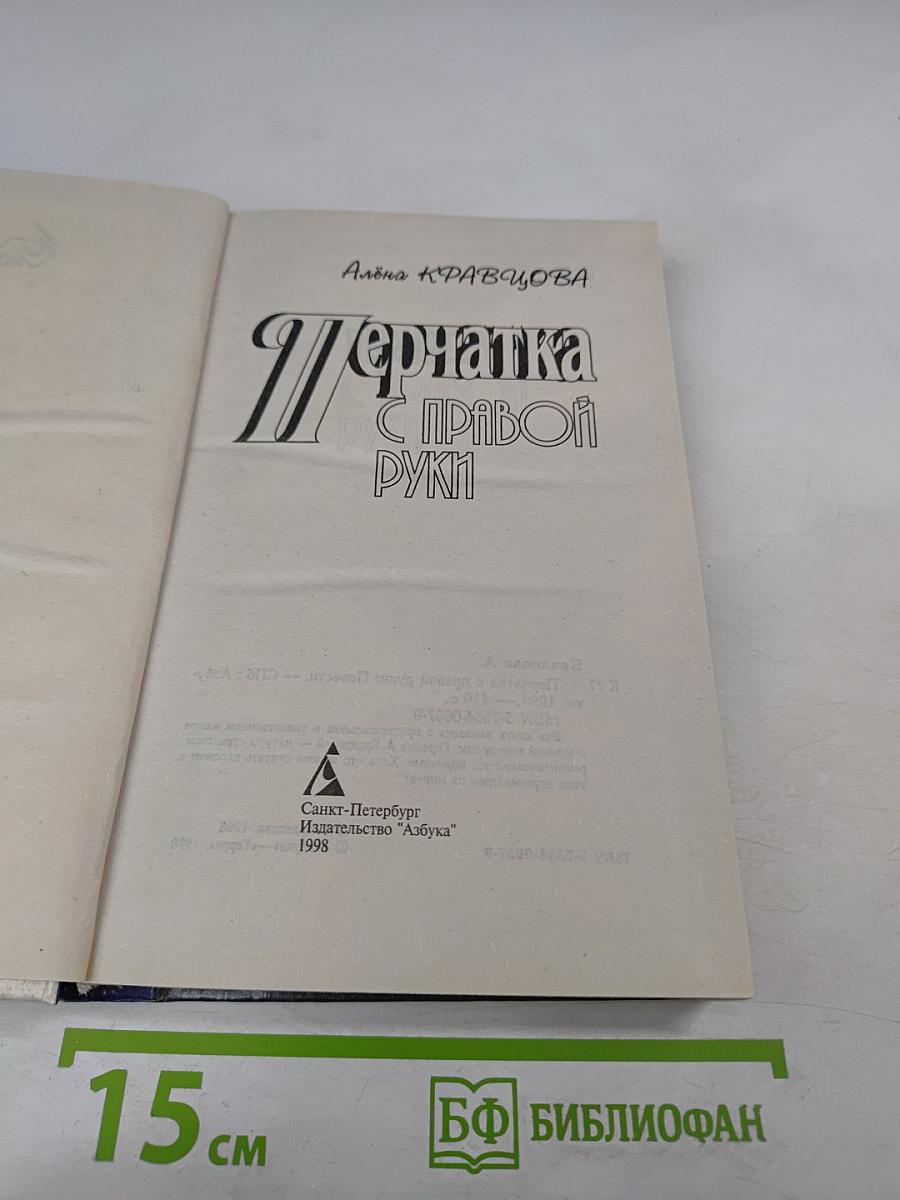 Алёна КРАВЦОВА
Перчатка
С ПРАВОЙ
РУКИ
Санкт-Петербург
Издательство "Азбука"
1998
15 см
БФ БИБЛИОФАН